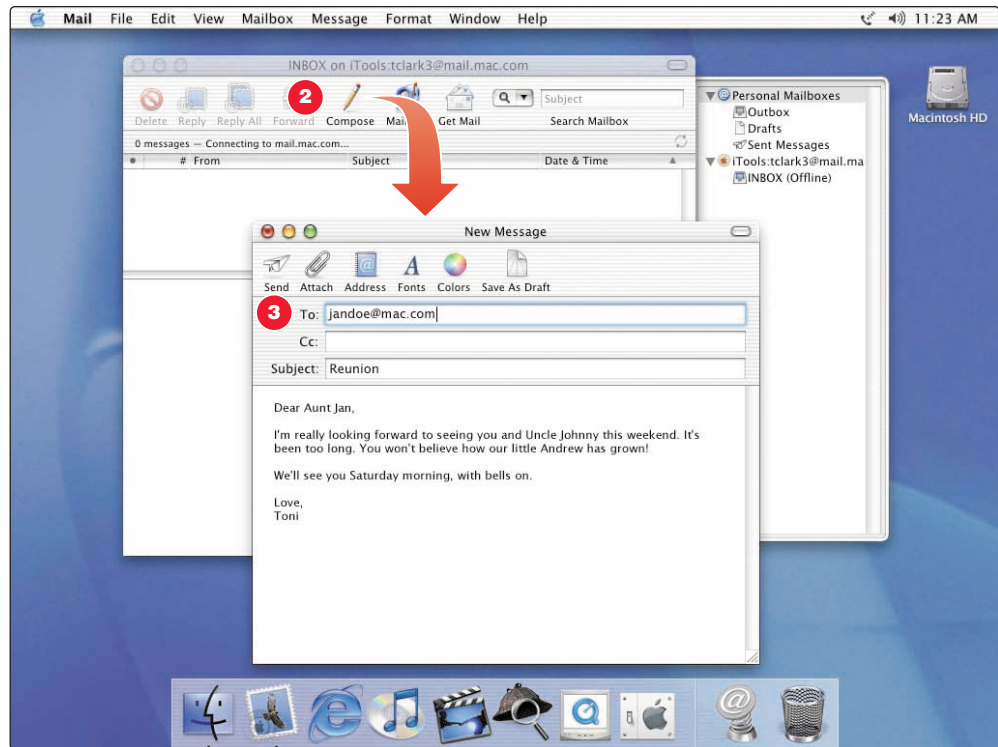 Mail File Edit View Mailbox Message Format Window Help 11:23 AM
INBOX on iTools:tclark3@mail.mac.com
2
Delete Reply Reply All Forward Compose Get Mail Search Mailbox
Subject
0 messages — Connecting to mail.mac.com...
# From Subject Date & Time
Personal Mailboxes
Outbox
Drafts
Sent Messages
iTools:tclark3@mail.ma
INBOX (Offline)
Macintosh HD
New Message
Send Attach Address Fonts Colors Save As Draft
3
To: jandoe@mac.com
Cc:
Subject: Reunion
Dear Aunt Jan,
I'm really looking forward to seeing you and Uncle Johnny this weekend. It's
been too long. You won't believe how our little Andrew has grown!
We'll see you Saturday morning, with bells on.
Love,
Toni